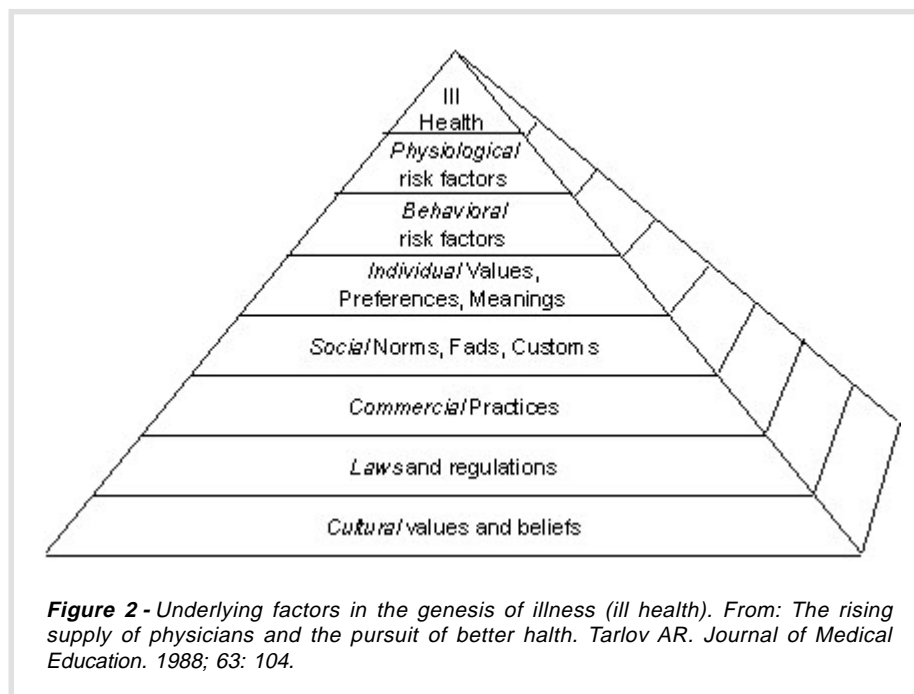 Ill
Health
Physiological
risk factors
Behavioral
risk factors
Individual Values,
Preferences, Meanings
Social Norms, Fads, Customs
Commercial Practices
Laws and regulations
Cultural values and beliefs
Figure 2 - Underlying factors in the genesis of illness (ill health). From: The rising
supply of physicians and the pursuit of better halth. Tarlov AR. Journal of Medical
Education. 1988; 63: 104.